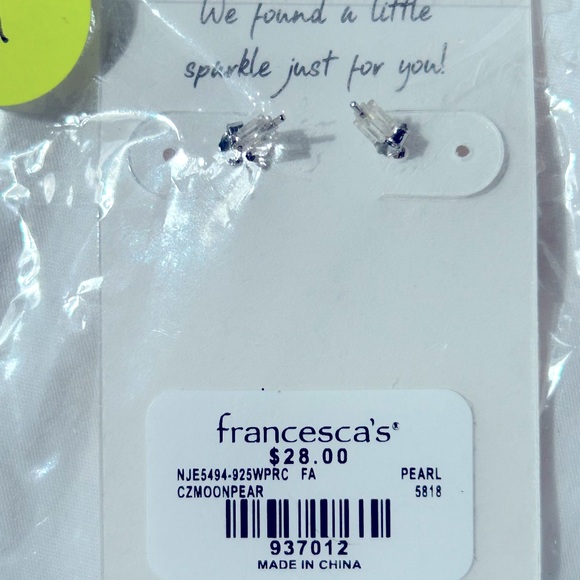 We found a little
sparkle just for you!
francesca's®
$28.00
NJE5494-925WPRC FA PEARL
CZMOONPEAR 5818
937012
MADE IN CHINA